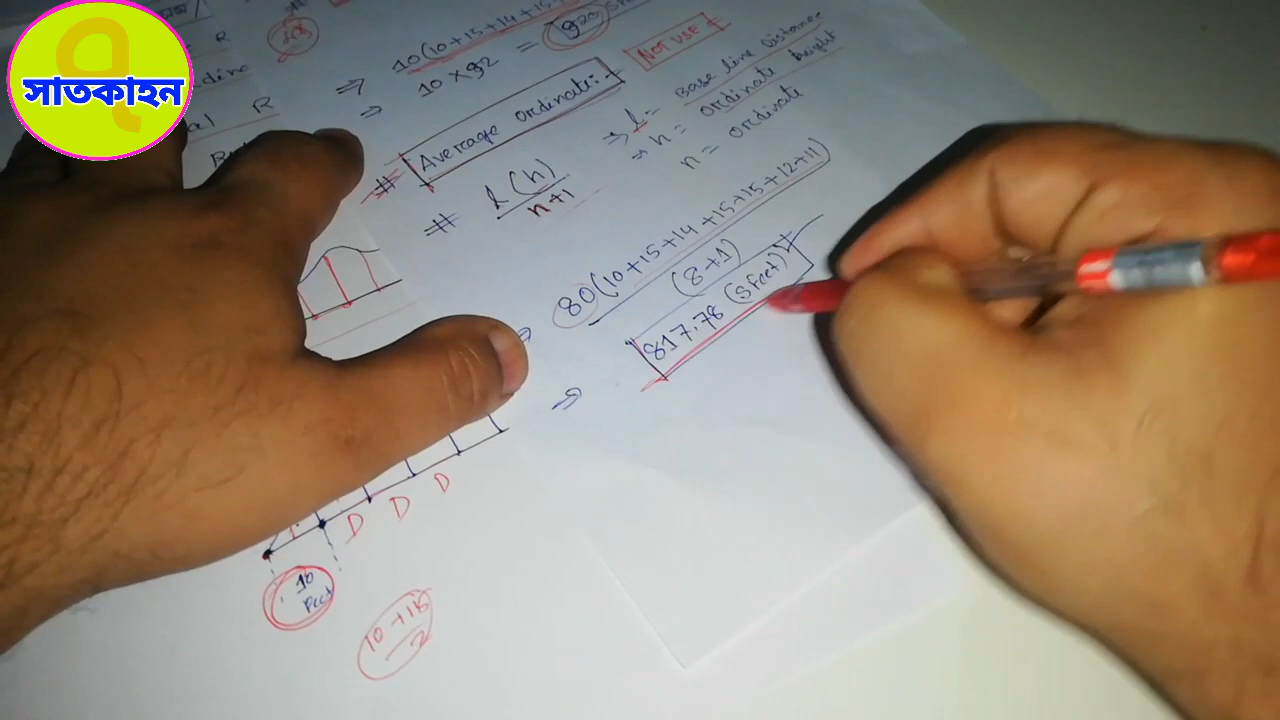 সাতকাহন
R
al R
⇒ 10(10+15+14+15+
⇒ 10 × 92 = 920
Not use
# Average ordinate:-
# l(h)
n+1
⇒ l = Base line Distance
⇒ h = ordinate height
n = ordinate
⇒ 80(10+15+14+15+15+12+11)
(8+1)
⇒ 817.78 (sfeet)
D D D
10
Feet
10+15
2